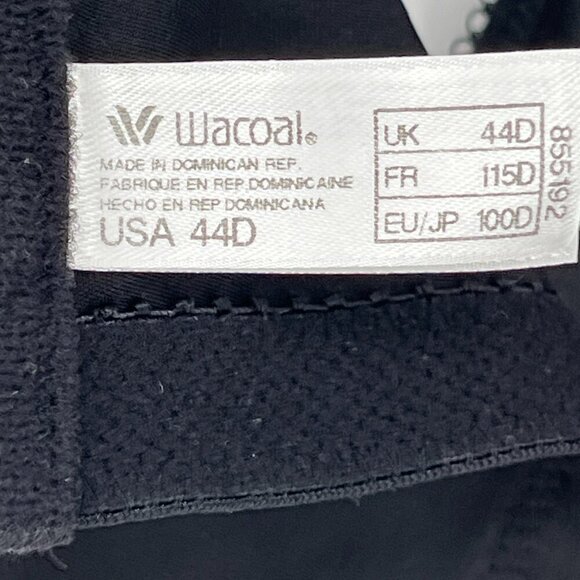 Wacoal®
MADE IN DOMINICAN REP.
FABRIQUE EN REP DOMINICAINE
HECHO EN REP DOMINICANA
USA 44D
UK 44D
FR 115D
EU/JP 100D
855192